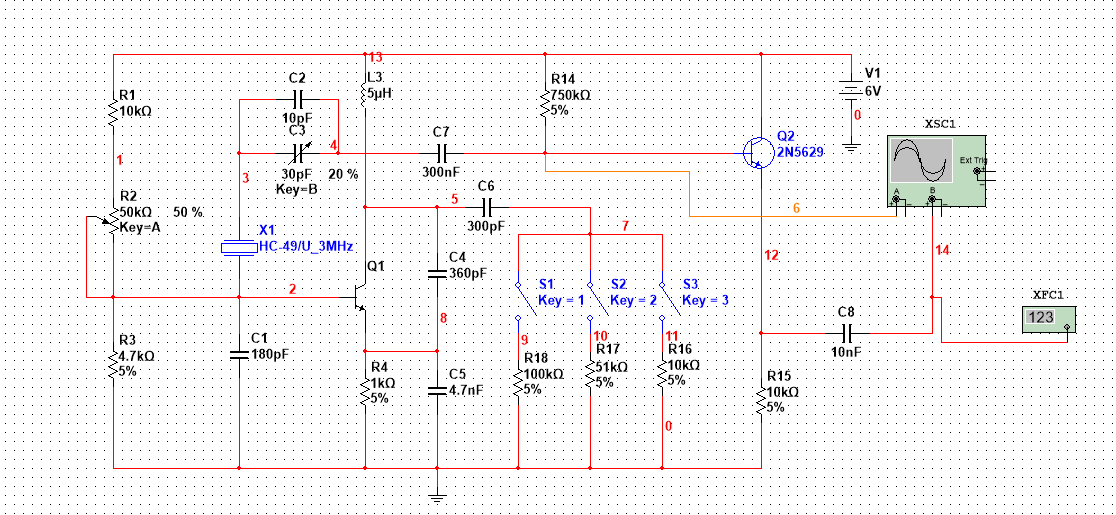 13
R1
10kΩ
1
R2
50kΩ
50 %
Key=A
R3
4.7kΩ
5%
C2
10pF
C3
30pF
20 %
Key=B
4
3
X1
HC-49/U_3MHz
2
C1
180pF
L3
5µH
Q1
C7
300nF
5
C6
300pF
C4
360pF
8
R4
1kΩ
5%
C5
4.7nF
R14
750kΩ
5%
7
S1
Key = 1
S2
Key = 2
S3
Key = 3
9
10
11
R18
100kΩ
5%
R17
51kΩ
5%
R16
10kΩ
5%
0
Q2
2N5629
V1
6V
0
6
12
C8
10nF
R15
10kΩ
5%
XSC1
Ext Trig
+
A
B
+
+
14
XFC1
123